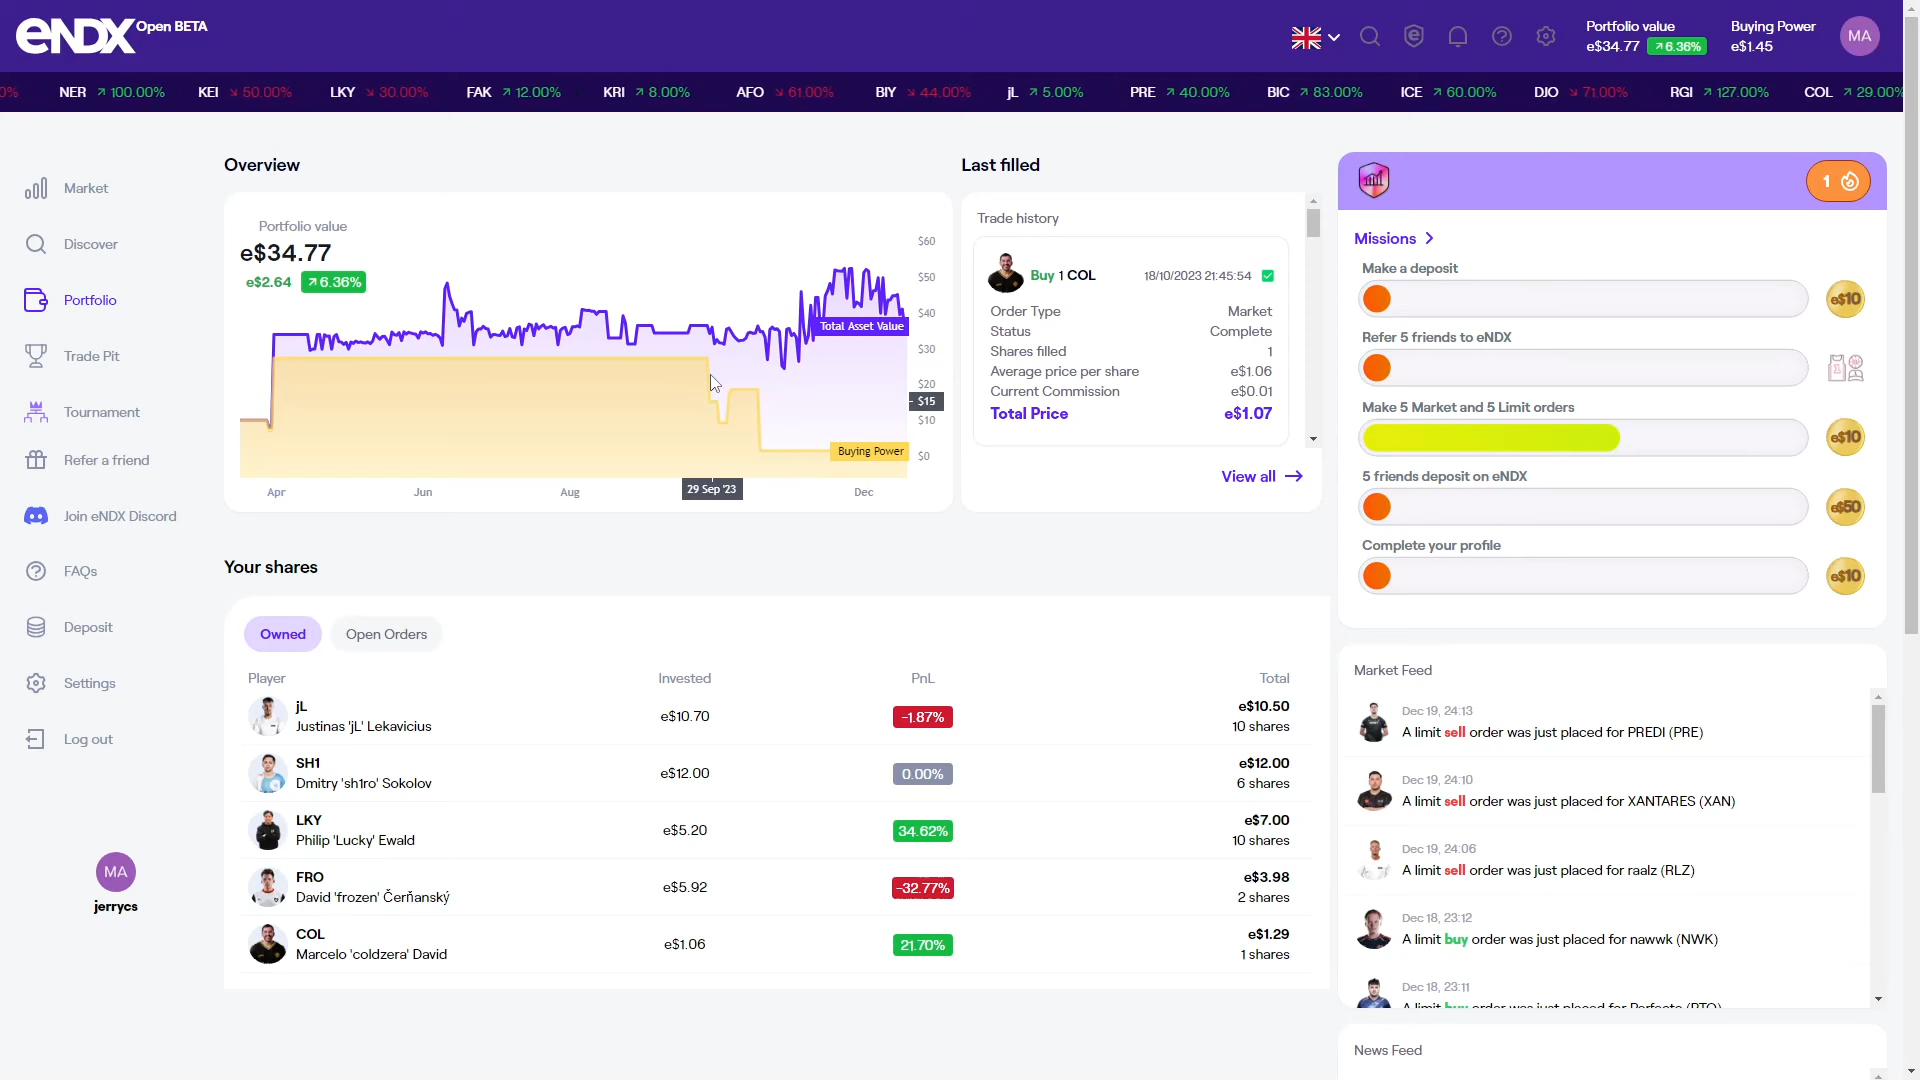 eNDX Open BETA
Portfolio value
e$34.77 ↗6.36%
Buying Power
e$1.45
MA
0% NER ↗ 100.00% KEI ↘ 50.00% LKY ↘ 30.00% FAK ↗ 12.00% KRI ↗ 8.00% AFO ↘ 61.00% BIY ↘ 44.00% jL ↗ 5.00% PRE ↗ 40.00% BIC ↗ 83.00% ICE ↗ 60.00% DJO ↘ 71.00% RGI ↗ 127.00% COL ↗ 29.00%
Market
Discover
Portfolio
Trade Pit
Tournament
Refer a friend
Join eNDX Discord
FAQs
Deposit
Settings
Log out
MA
jerrycs
Overview
Portfolio value
e$34.77
e$2.64 ↗6.36%
$60
$50
$40
Total Asset Value
$30
$20
$15
$10
Buying Power
$0
Apr Jun Aug 29 Sep '23 Dec
Last filled
Trade history
Buy 1 COL 18/10/2023 21:45:54
Order Type Market
Status Complete
Shares filled 1
Average price per share e$1.06
Current Commission e$0.01
Total Price e$1.07
View all →
Your shares
Owned Open Orders
Player Invested PnL Total
jL
Justinas 'jL' Lekavicius
e$10.70 -1.87%
e$10.50
10 shares
SH1
Dmitry 'sh1ro' Sokolov
e$12.00 0.00%
e$12.00
6 shares
LKY
Philip 'Lucky' Ewald
e$5.20 34.62%
e$7.00
10 shares
FRO
David 'frozen' Čerňanský
e$5.92 -32.77%
e$3.98
2 shares
COL
Marcelo 'coldzera' David
e$1.06 21.70%
e$1.29
1 shares
1
Missions
Make a deposit
e$10
Refer 5 friends to eNDX
Make 5 Market and 5 Limit orders
e$10
5 friends deposit on eNDX
e$50
Complete your profile
e$10
Market Feed
Dec 19, 24:13
A limit sell order was just placed for PREDI (PRE)
Dec 19, 24:10
A limit sell order was just placed for XANTARES (XAN)
Dec 19, 24:06
A limit sell order was just placed for raalz (RLZ)
Dec 18, 23:12
A limit buy order was just placed for nawwk (NWK)
Dec 18, 23:11
A limit buy order was just placed for Perfecto (PTO)
News Feed